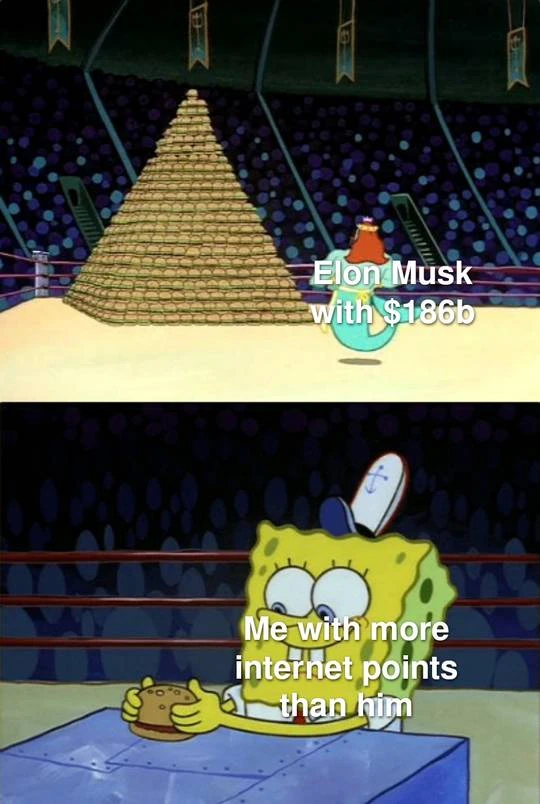 Elon Musk
with $186b
Me with more
internet points
than him